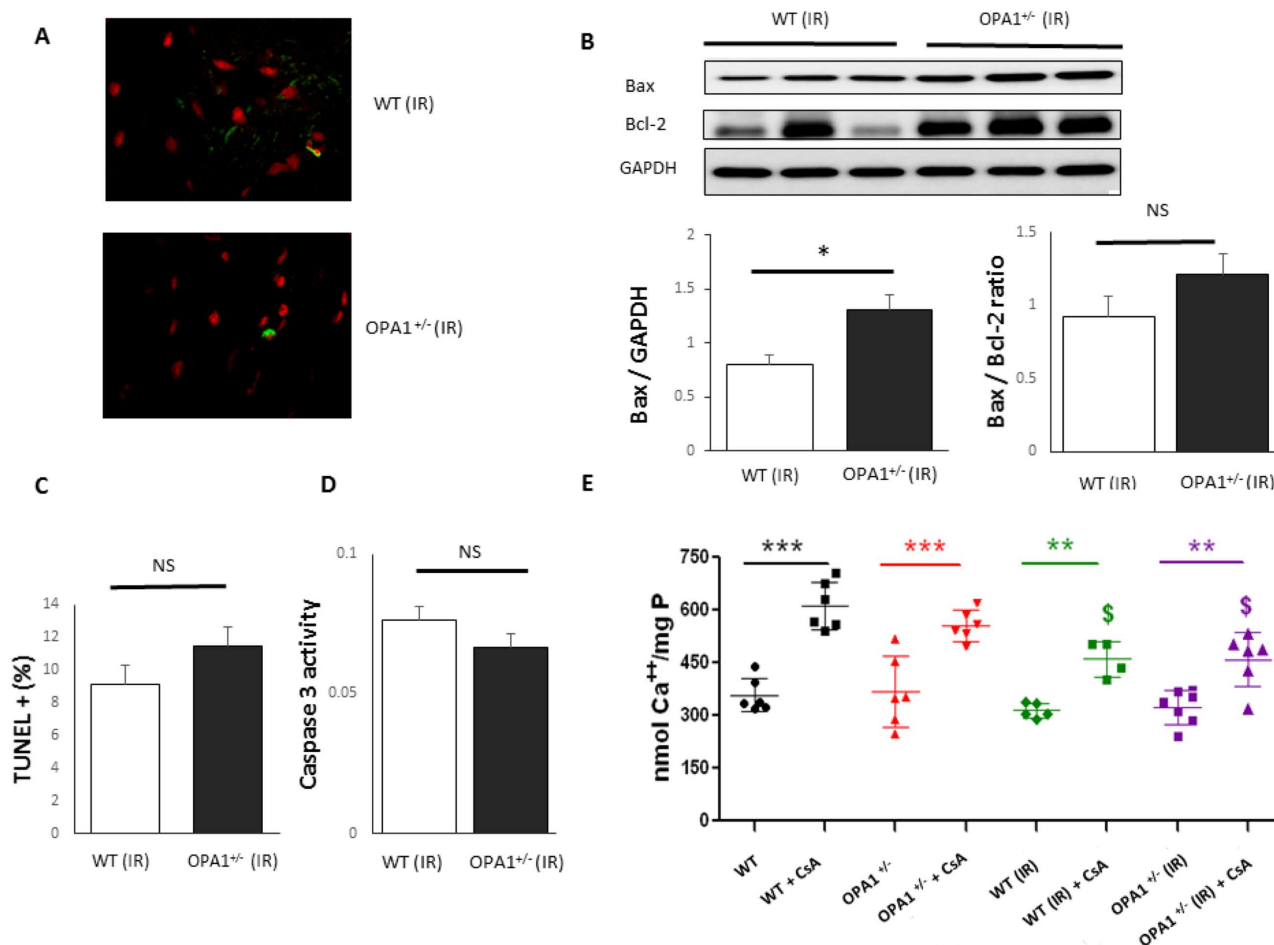 A
WT (IR)
OPA1+/- (IR)
B
WT (IR)
OPA1+/- (IR)
Bax
Bcl-2
GAPDH
Bax / GAPDH
2
1.5
1
0.5
0
*
WT (IR)
OPA1+/- (IR)
Bax / Bcl-2 ratio
1.5
1
0.5
0
NS
WT (IR)
OPA1+/- (IR)
C
TUNEL + (%)
14
12
10
8
6
4
2
0
NS
WT (IR)
OPA1+/- (IR)
D
Caspase 3 activity
0.1
0.05
0
NS
WT (IR)
OPA1+/- (IR)
E
nmol Ca++/mg P
750
600
450
300
150
0
***
***
**
**
$
$
WT
WT + CsA
OPA1 +/-
OPA1 +/- + CsA
WT (IR)
WT (IR) + CsA
OPA1 +/- (IR)
OPA1 +/- (IR) + CsA